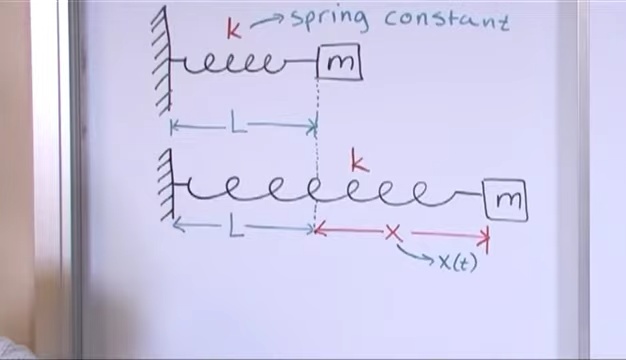 k → spring constant
m
L
k
m
L x
x(t)